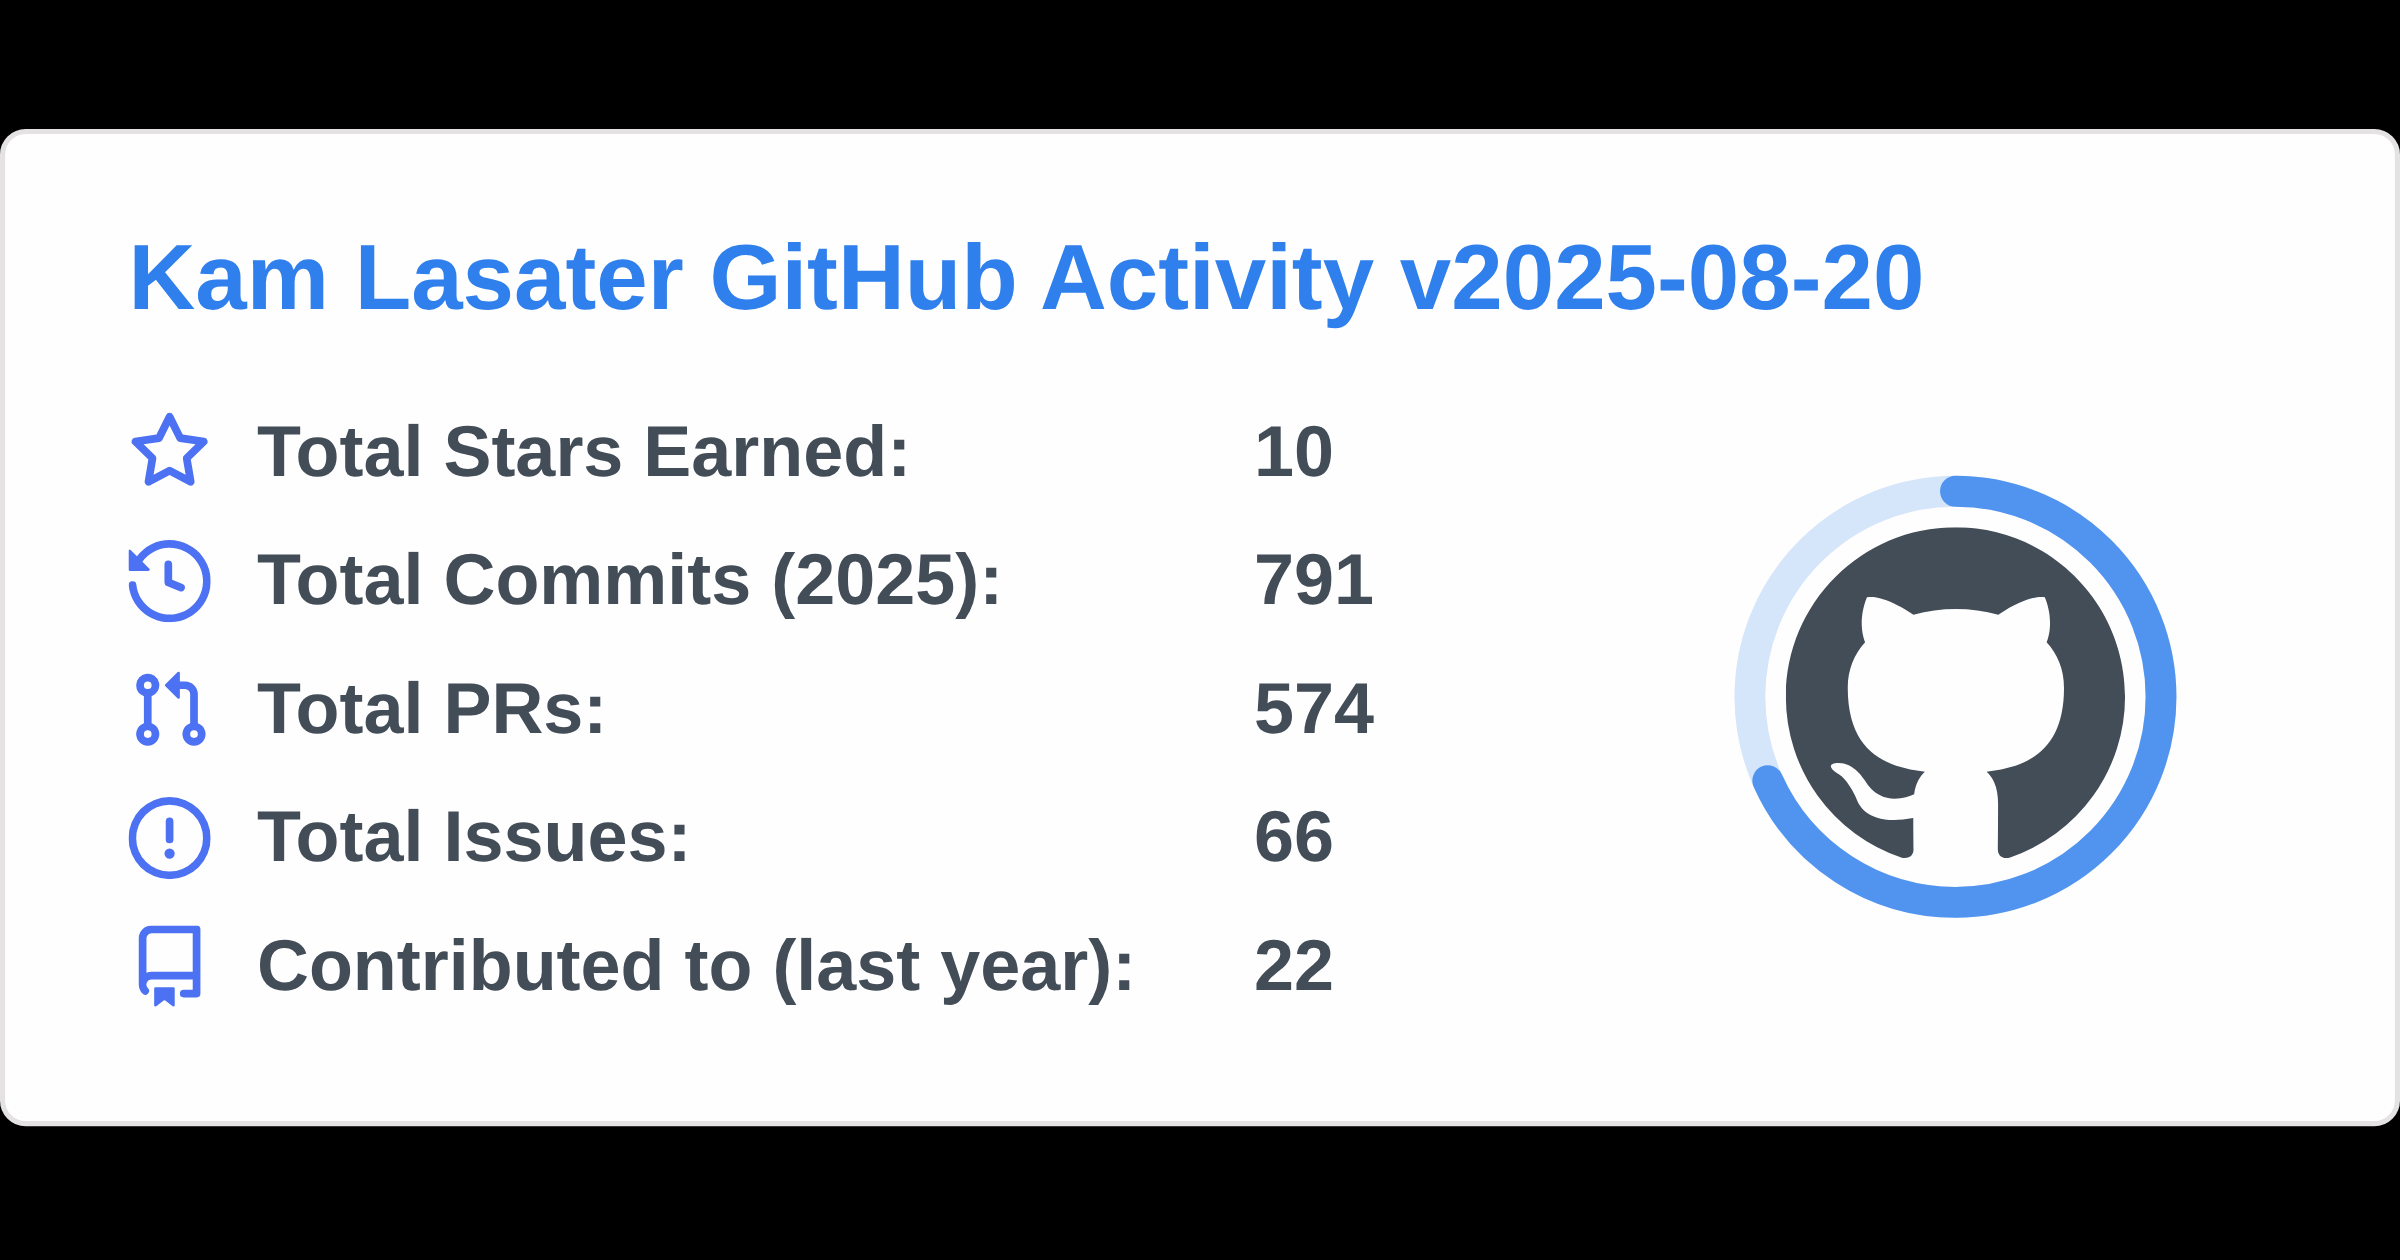 Kam Lasater GitHub Activity v2025-08-20
Total Stars Earned: 10
Total Commits (2025): 791
Total PRs: 574
Total Issues: 66
Contributed to (last year): 22